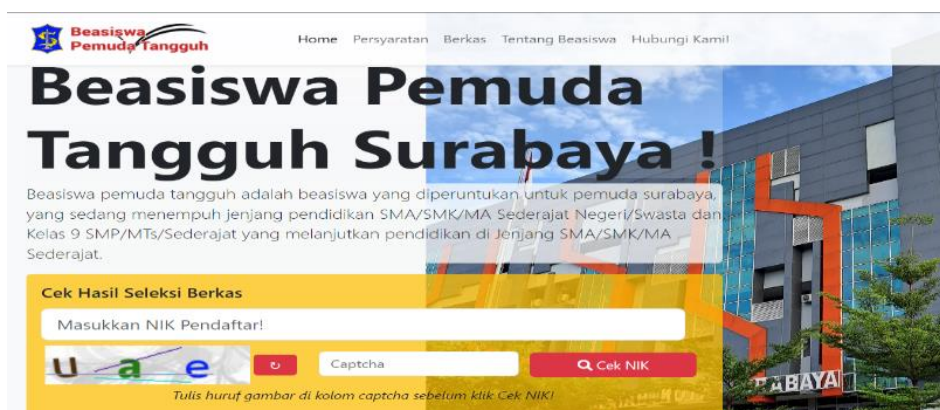 Beasiswa
Pemuda Tangguh
Home Persyaratan Berkas Tentang Beasiswa Hubungi Kami!
Beasiswa Pemuda
Tangguh Surabaya !
Beasiswa pemuda tangguh adalah beasiswa yang diperuntukan untuk pemuda surabaya,
yang sedang menempuh jenjang pendidikan SMA/SMK/MA Sederajat Negeri/Swasta dan
Kelas 9 SMP/MTs/Sederajat yang melanjutkan pendidikan di Jenjang SMA/SMK/MA
Sederajat.
Cek Hasil Seleksi Berkas
Masukkan NIK Pendaftar!
u a e
Captcha
Cek NIK
Tulis huruf gambar di kolom captcha sebelum klik Cek NIK!
ABAYA